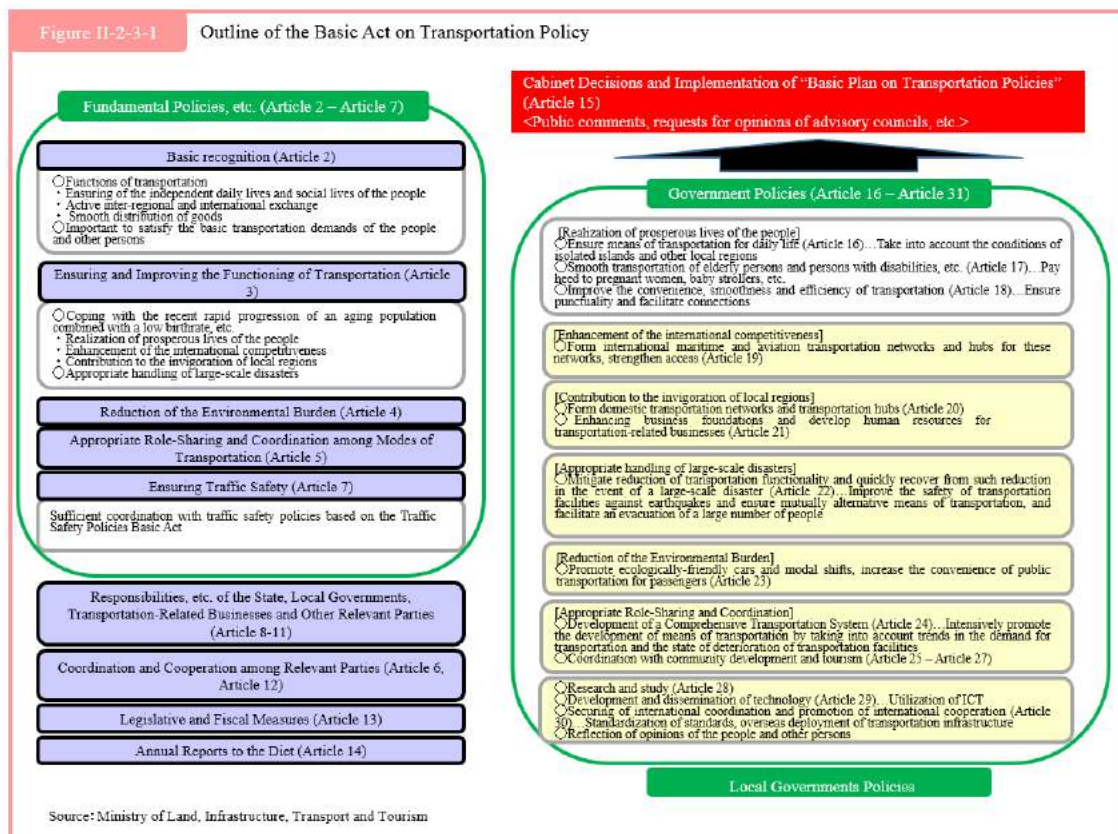 Figure II-2-3-1
Outline of the Basic Act on Transportation Policy
Fundamental Policies, etc. (Article 2 – Article 7)
Basic recognition (Article 2)
○Functions of transportation
・Ensuring of the independent daily lives and social lives of the people
・Active inter-regional and international exchange
・Smooth distribution of goods
○Important to satisfy the basic transportation demands of the people
and other persons
Ensuring and Improving the Functioning of Transportation (Article
3)
○Coping with the recent rapid progression of an aging population
combined with a low birthrate, etc.
・Realization of prosperous lives of the people
・Enhancement of the international competitiveness
・Contribution to the invigoration of local regions
○Appropriate handling of large-scale disasters
Reduction of the Environmental Burden (Article 4)
Appropriate Role-Sharing and Coordination among Modes of
Transportation (Article 5)
Ensuring Traffic Safety (Article 7)
Sufficient coordination with traffic safety policies based on the Traffic
Safety Policies Basic Act
Responsibilities, etc. of the State, Local Governments,
Transportation-Related Businesses and Other Relevant Parties
(Article 8-11)
Coordination and Cooperation among Relevant Parties (Article 6,
Article 12)
Legislative and Fiscal Measures (Article 13)
Annual Reports to the Diet (Article 14)
Cabinet Decisions and Implementation of “Basic Plan on Transportation Policies”
(Article 15)
<Public comments, requests for opinions of advisory councils, etc.>
Government Policies (Article 16 – Article 31)
[Realization of prosperous lives of the people]
○Ensure means of transportation for daily life (Article 16)…Take into account the conditions of
isolated islands and other local regions
○Smooth transportation of elderly persons and persons with disabilities, etc. (Article 17)…Pay
heed to pregnant women, baby strollers, etc.
○Improve the convenience, smoothness and efficiency of transportation (Article 18)…Ensure
punctuality and facilitate connections
[Enhancement of the international competitiveness]
○Form international maritime and aviation transportation networks and hubs for these
networks, strengthen access (Article 19)
[Contribution to the invigoration of local regions]
○Form domestic transportation networks and transportation hubs (Article 20)
○ Enhancing business foundations and develop human resources for
transportation-related businesses (Article 21)
[Appropriate handling of large-scale disasters]
○Mitigate reduction of transportation functionality and quickly recover from such reduction
in the event of a large-scale disaster (Article 22)…Improve the safety of transportation
facilities against earthquakes and ensure mutually alternative means of transportation, and
facilitate an evacuation of a large number of people
[Reduction of the Environmental Burden]
○Promote ecologically-friendly cars and modal shifts, increase the convenience of public
transportation for passengers (Article 23)
[Appropriate Role-Sharing and Coordination]
○Development of a Comprehensive Transportation System (Article 24)…Intensively promote
the development of means of transportation by taking into account trends in the demand for
transportation and the state of deterioration of transportation facilities
○Coordination with community development and tourism (Article 25 – Article 27)
○Research and study (Article 28)
○Development and dissemination of technology (Article 29)…Utilization of ICT
○Securing of international coordination and promotion of international cooperation (Article
30)…Standardization of standards, overseas deployment of transportation infrastructure
○Reflection of opinions of the people and other persons
Local Governments Policies
Source: Ministry of Land, Infrastructure, Transport and Tourism